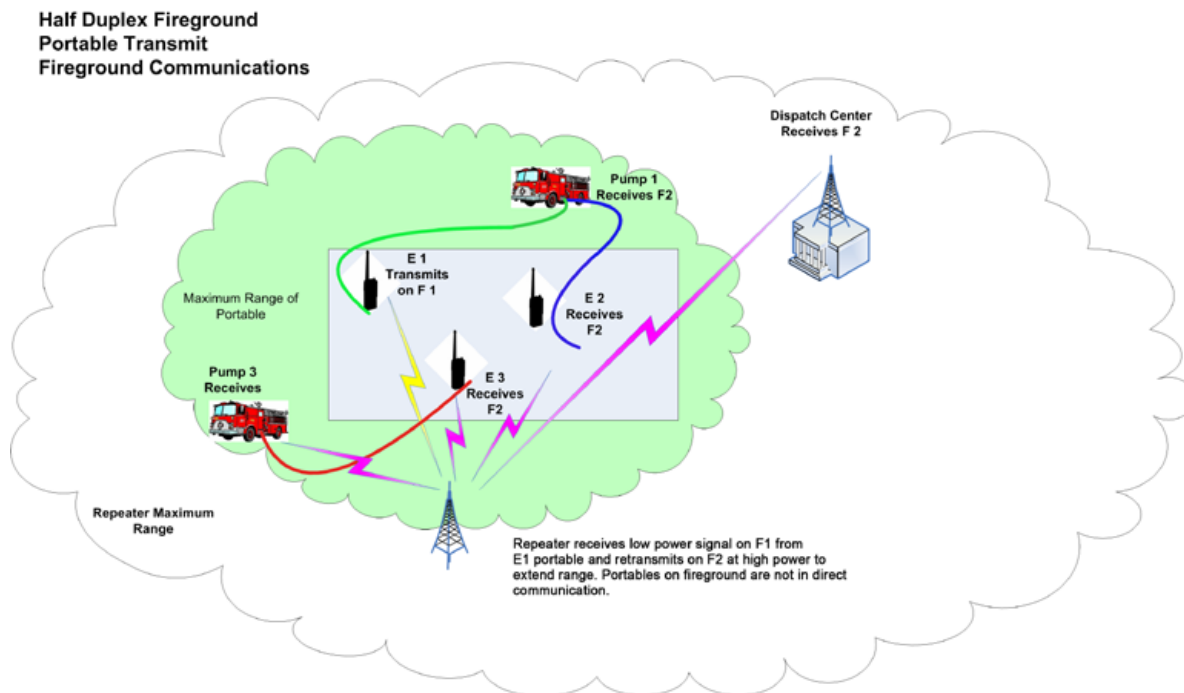 Half Duplex Fireground
Portable Transmit
Fireground Communications
Dispatch Center
Receives F 2
Pump 1
Receives F2
E 1
Transmits
on F 1
E 2
Receives
F2
Maximum Range of
Portable
E 3
Receives
F2
Pump 3
Receives
Repeater Maximum
Range
Repeater receives low power signal on F1 from
E1 portable and retransmits on F2 at high power to
extend range. Portables on fireground are not in direct
communication.